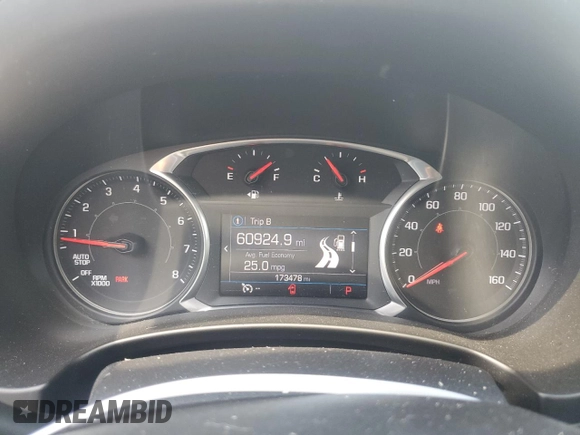 E F
C H
1 2 3 4 5 6 7 8
AUTO
STOP
OFF
RPM
X1000
Trip B
60924.9 mi
Avg. Fuel Economy
25.0 mpg
173478 mi
P
0 20 40 60 80 100 120 140 160
MPH
DREAMBID